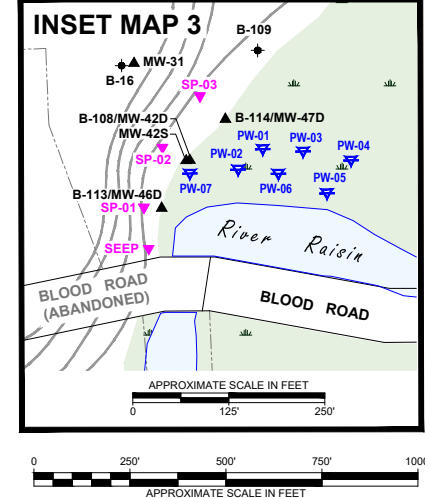 INSET MAP 3
B-109
MW-31
B-16
SP-03
B-108/MW-42D
B-114/MW-47D
MW-42S
PW-01
PW-03
SP-02
PW-02
PW-04
PW-07
PW-06
PW-05
B-113/MW-46D
SP-01
River Raisin
SEEP
BLOOD ROAD
(ABANDONED)
BLOOD ROAD
APPROXIMATE SCALE IN FEET
0 125' 250'
0 250' 500' 750' 1000
APPROXIMATE SCALE IN FEET